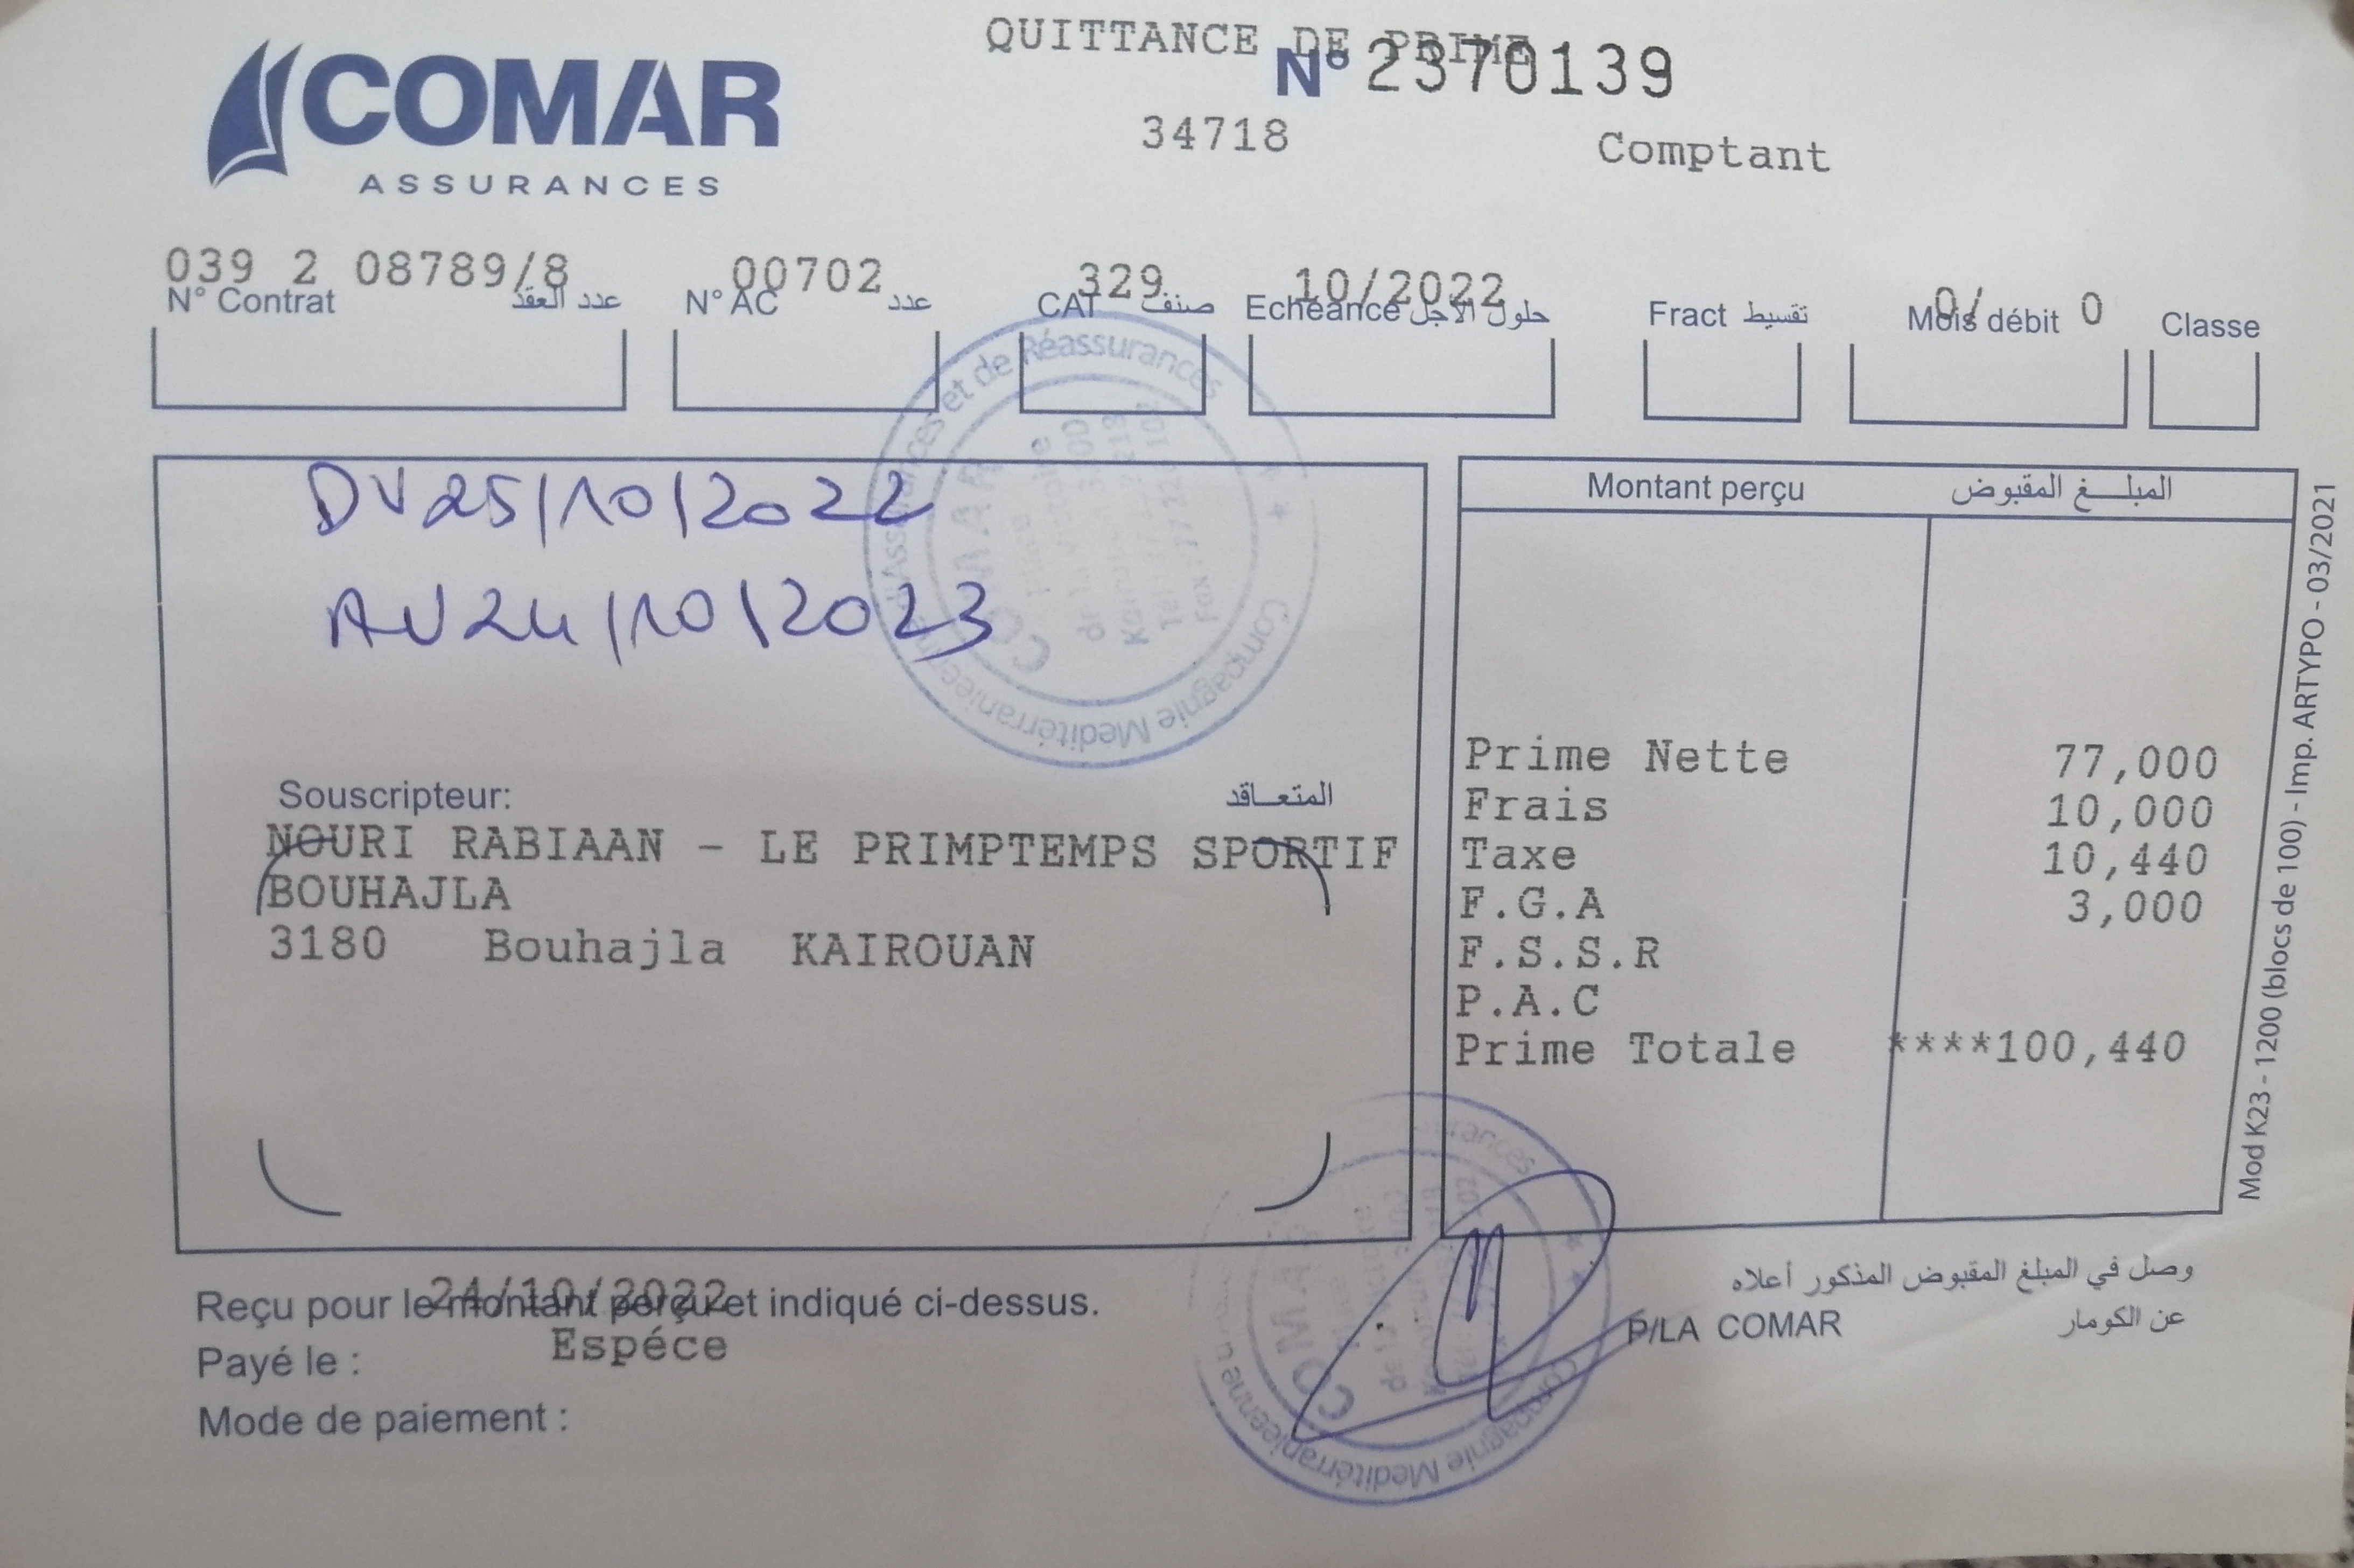 QUITTANCE DE PRIME
COMAR
ASSURANCES
N° 2370139
34718
Comptant
039 2 08789/8
00702
329
10/2022
0/ 0
N° Contrat عدد العقد
N° AC عدد
CAT صنف
Echéance حلول الأجل
Fract تقسيط
Mois débit
Classe
DV 25/10/2022
AU 24/10/2023
Montant perçu المبلـــغ المقبوض
Souscripteur: المتعـــاقد
NOURI RABIAAN - LE PRIMPTEMPS SPORTIF
BOUHAJLA
3180 Bouhajla KAIROUAN
Prime Nette 77,000
Frais 10,000
Taxe 10,440
F.G.A 3,000
F.S.S.R
P.A.C
Prime Totale ****100,440
Mod K23 - 1200 (blocs de 100) - Imp. ARTYPO - 03/2021
24/10/2022
Reçu pour le montant perçu et indiqué ci-dessus.
وصل في المبلغ المقبوض المذكور أعلاه
Espéce
P/LA COMAR عن الكومار
Payé le :
Mode de paiement :